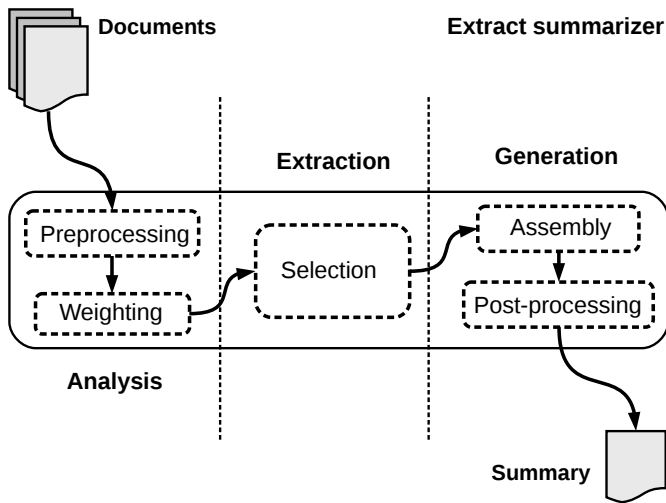 Documents
Extract summarizer
Extraction
Generation
Preprocessing
Weighting
Selection
Assembly
Post-processing
Analysis
Summary